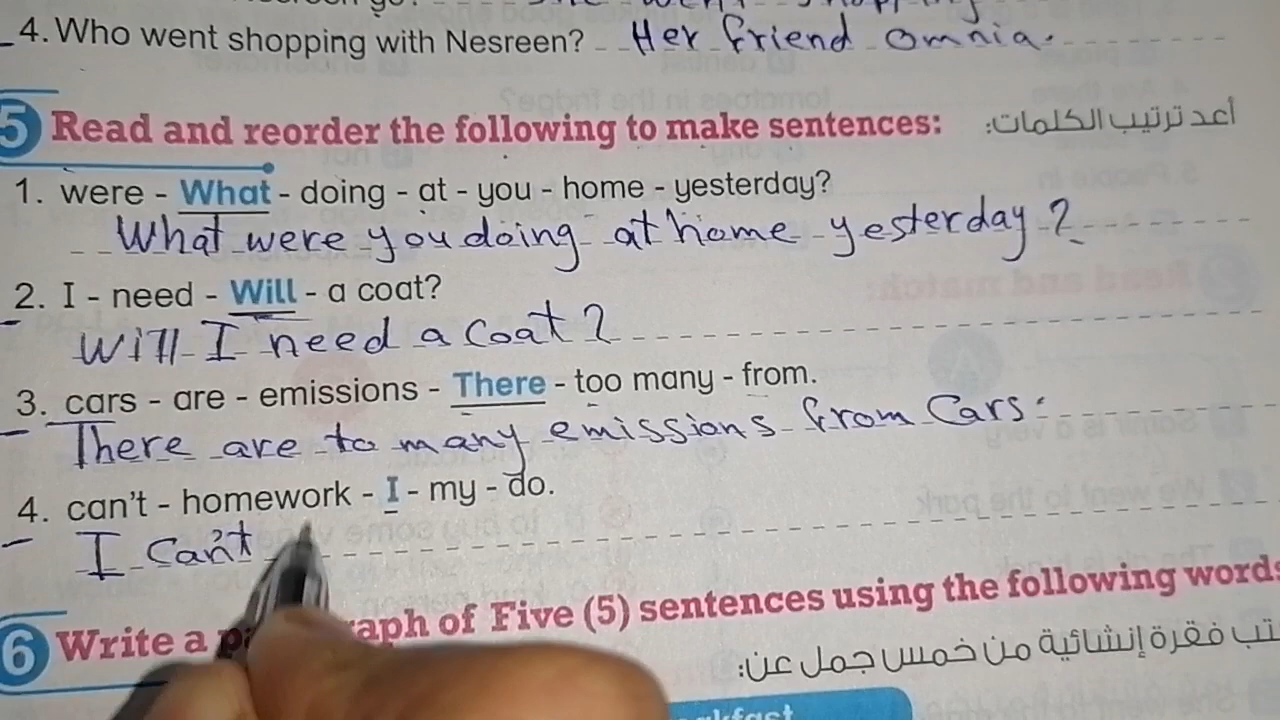 4. Who went shopping with Nesreen? Her friend Omnia.
5 Read and reorder the following to make sentences: أعد ترتيب الكلمات:
1. were - What - doing - at - you - home - yesterday?
What were you doing at home yesterday?
2. I - need - Will - a coat?
Will I need a coat?
3. cars - are - emissions - There - too many - from.
There are to many emissions from Cars.
4. can't - homework - I - my - do.
I can't
6 Write a of Five (5) sentences using the following words
فقرة إنشائية من خمس جمل عن: